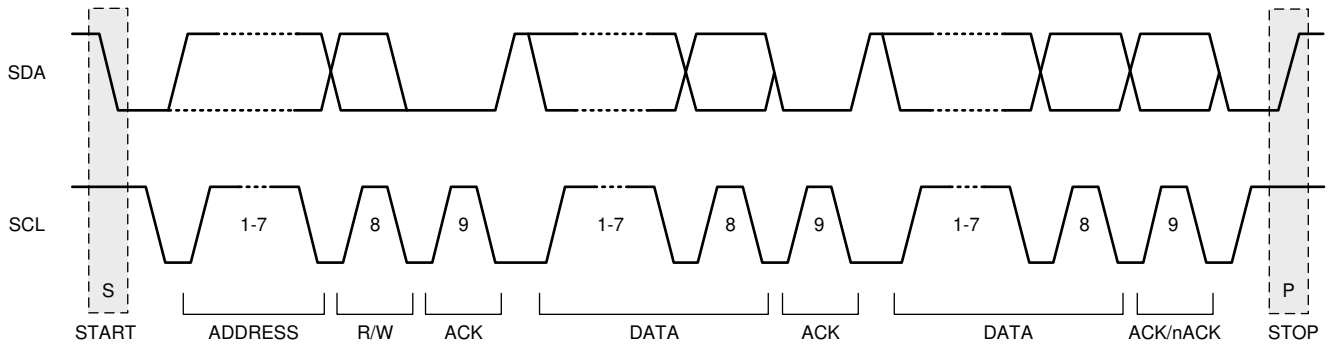 SDA
SCL
1-7 8 9 1-7 8 9 1-7 8 9
S P
START ADDRESS R/W ACK DATA ACK DATA ACK/nACK STOP